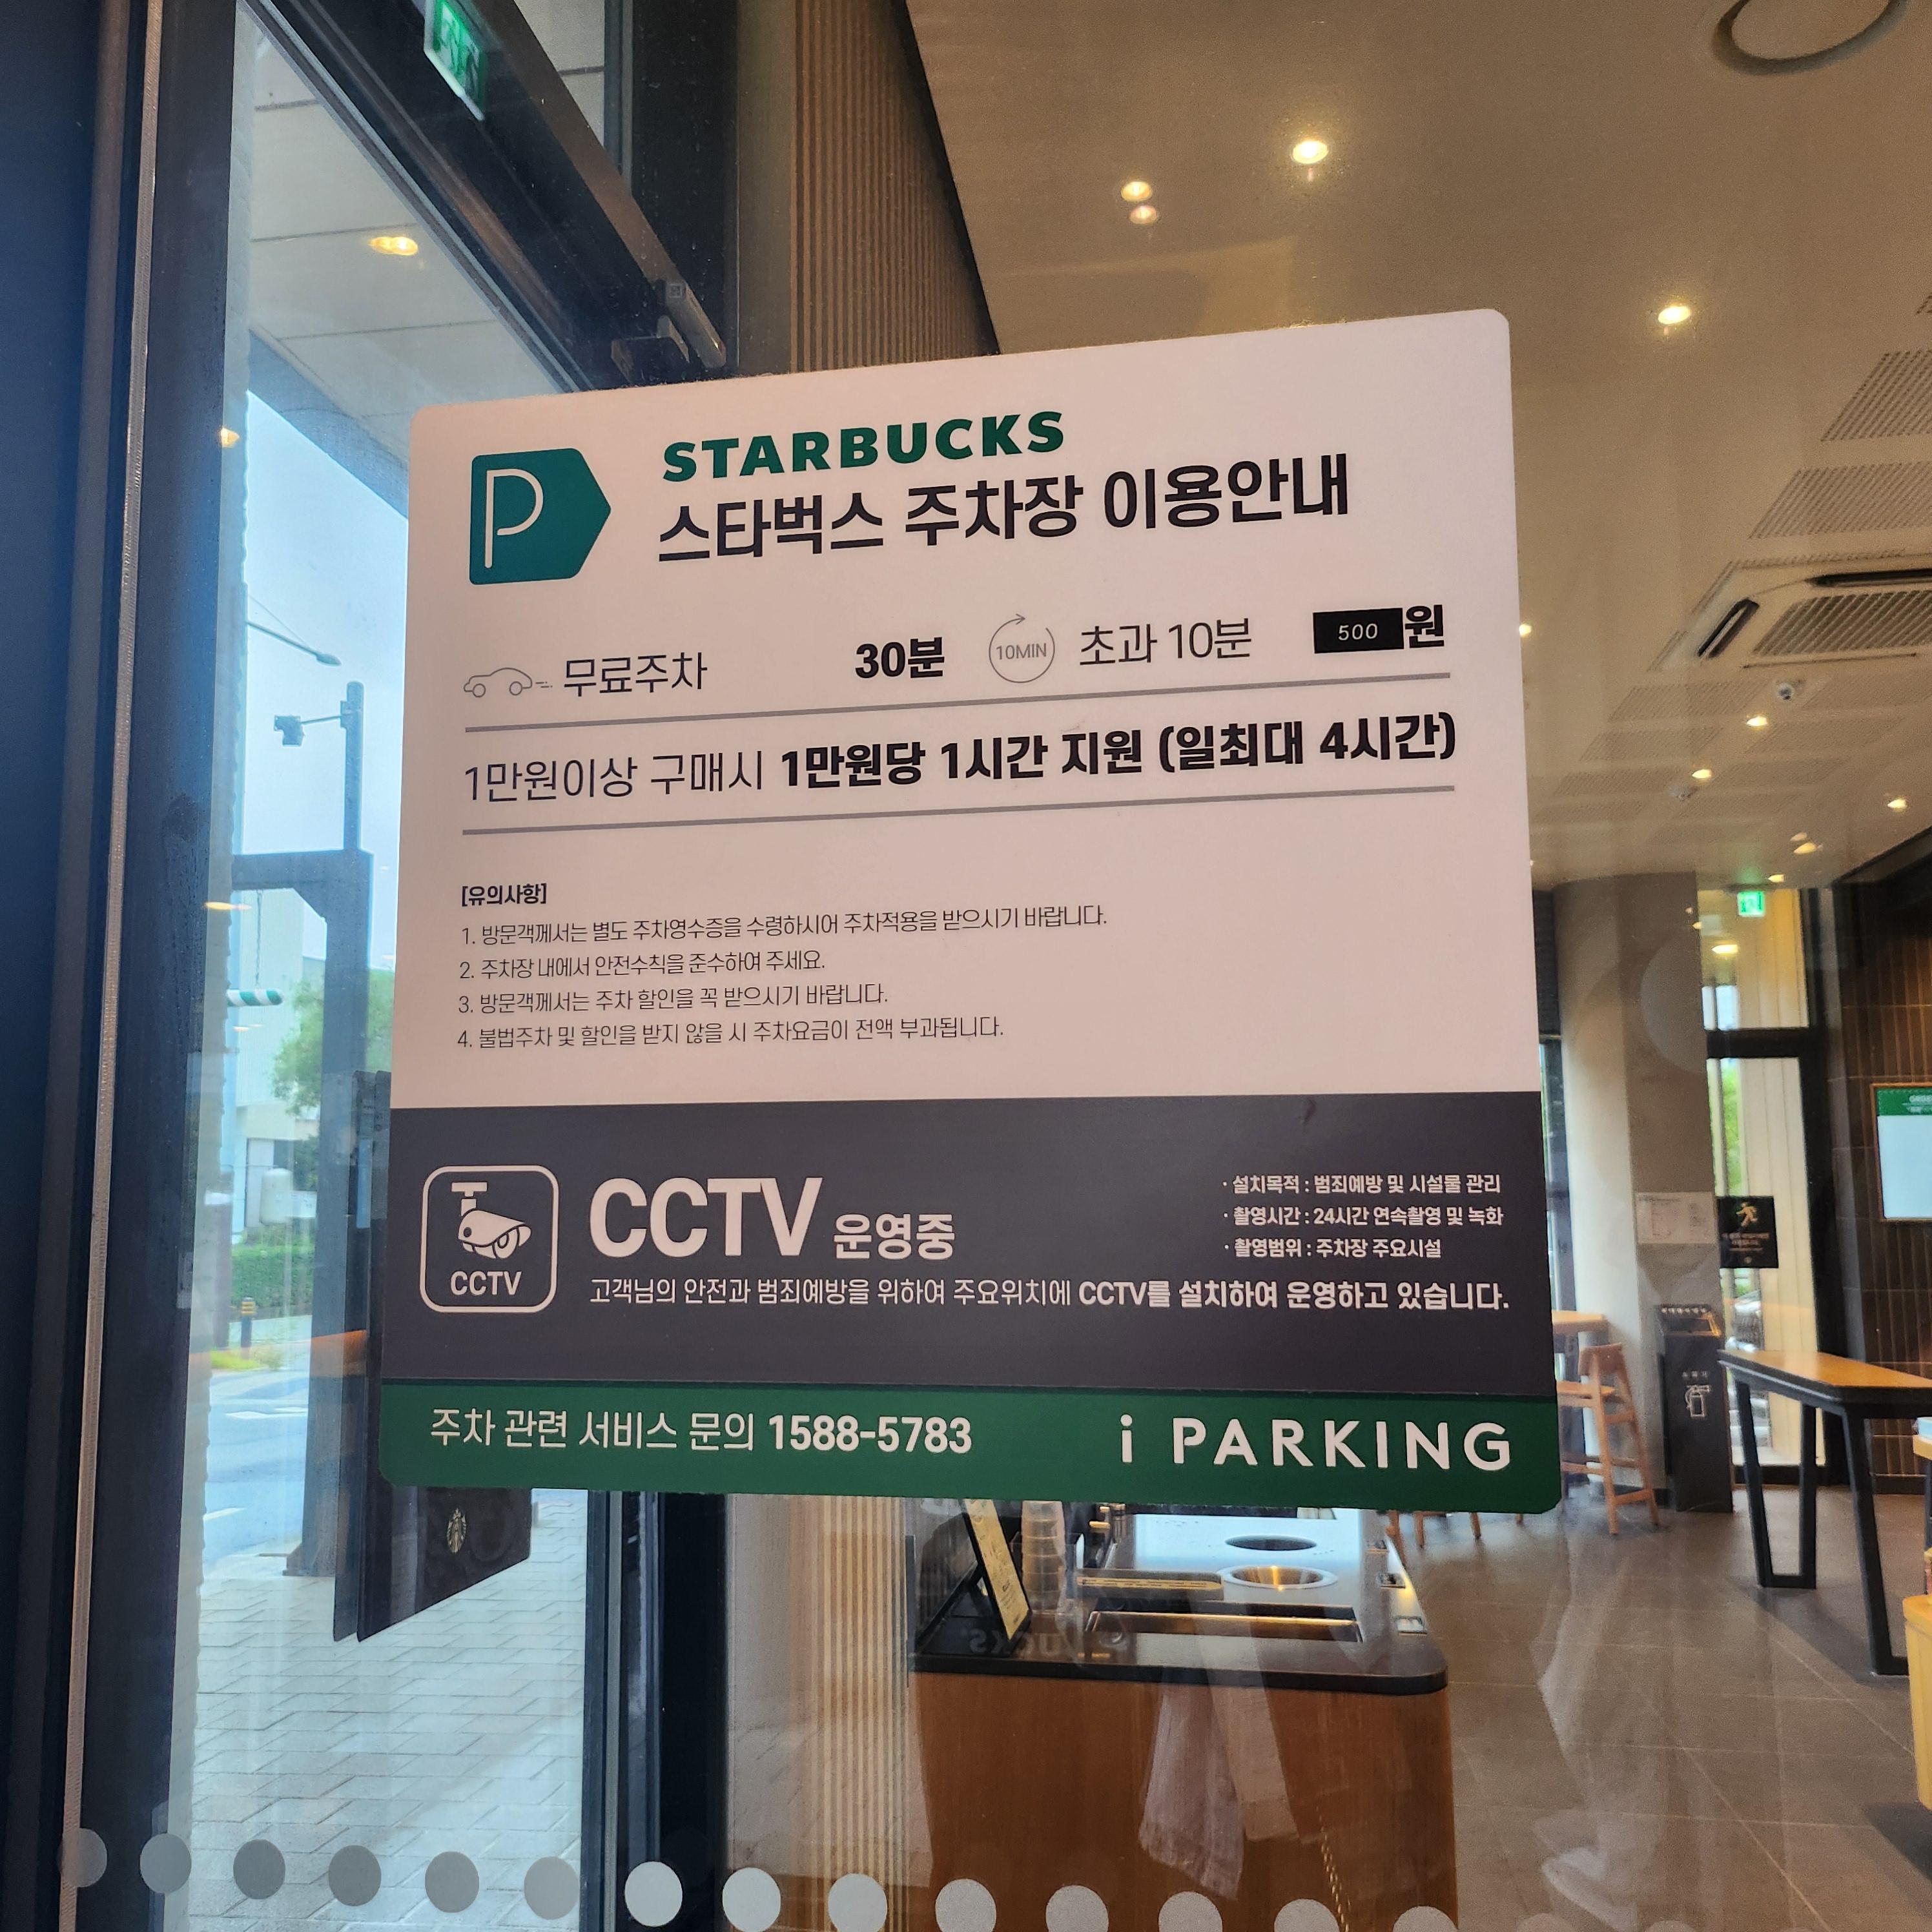 STARBUCKS
스타벅스 주차장 이용안내
무료주차 30분 10MIN 초과 10분 500원
1만원이상 구매시 1만원당 1시간 지원 (일최대 4시간)
[유의사항]
1. 방문객께서는 별도 주차영수증을 수령하시어 주차적용을 받으시기 바랍니다.
2. 주차장 내에서 안전수칙을 준수하여 주세요.
3. 방문객께서는 주차 할인을 꼭 받으시기 바랍니다.
4. 불법주차 및 할인을 받지 않을 시 주차요금이 전액 부과됩니다.
CCTV
CCTV 운영중
· 설치목적 : 범죄예방 및 시설물 관리
· 촬영시간 : 24시간 연속촬영 및 녹화
· 촬영범위 : 주차장 주요시설
고객님의 안전과 범죄예방을 위하여 주요위치에 CCTV를 설치하여 운영하고 있습니다.
주차 관련 서비스 문의 1588-5783
i PARKING